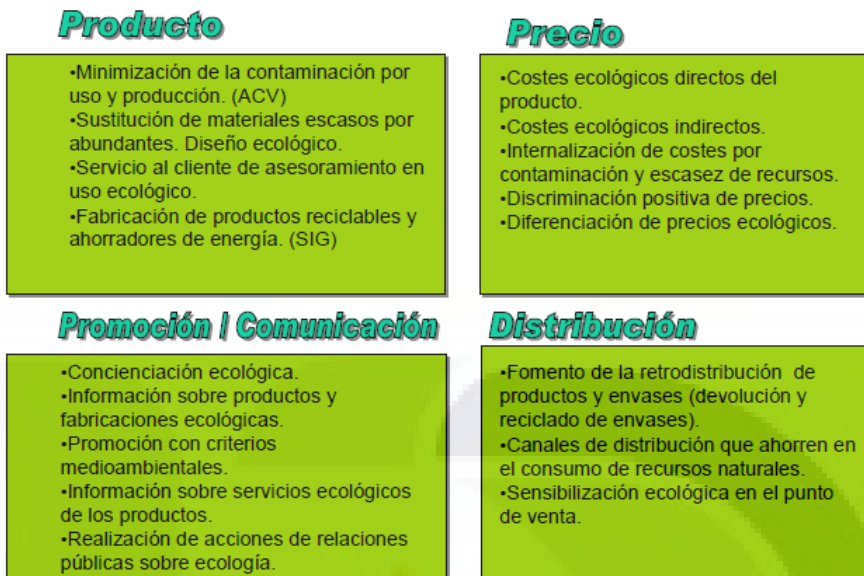 Producto
•Minimización de la contaminación por
uso y producción. (ACV)
•Sustitución de materiales escasos por
abundantes. Diseño ecológico.
•Servicio al cliente de asesoramiento en
uso ecológico.
•Fabricación de productos reciclables y
ahorradores de energía. (SIG)
Precio
•Costes ecológicos directos del
producto.
•Costes ecológicos indirectos.
•Internalización de costes por
contaminación y escasez de recursos.
•Discriminación positiva de precios.
•Diferenciación de precios ecológicos.
Promoción / Comunicación
•Concienciación ecológica.
•Información sobre productos y
fabricaciones ecológicas.
•Promoción con criterios
medioambientales.
•Información sobre servicios ecológicos
de los productos.
•Realización de acciones de relaciones
públicas sobre ecología.
Distribución
•Fomento de la retrodistribución de
productos y envases (devolución y
reciclado de envases).
•Canales de distribución que ahorren en
el consumo de recursos naturales.
•Sensibilización ecológica en el punto
de venta.